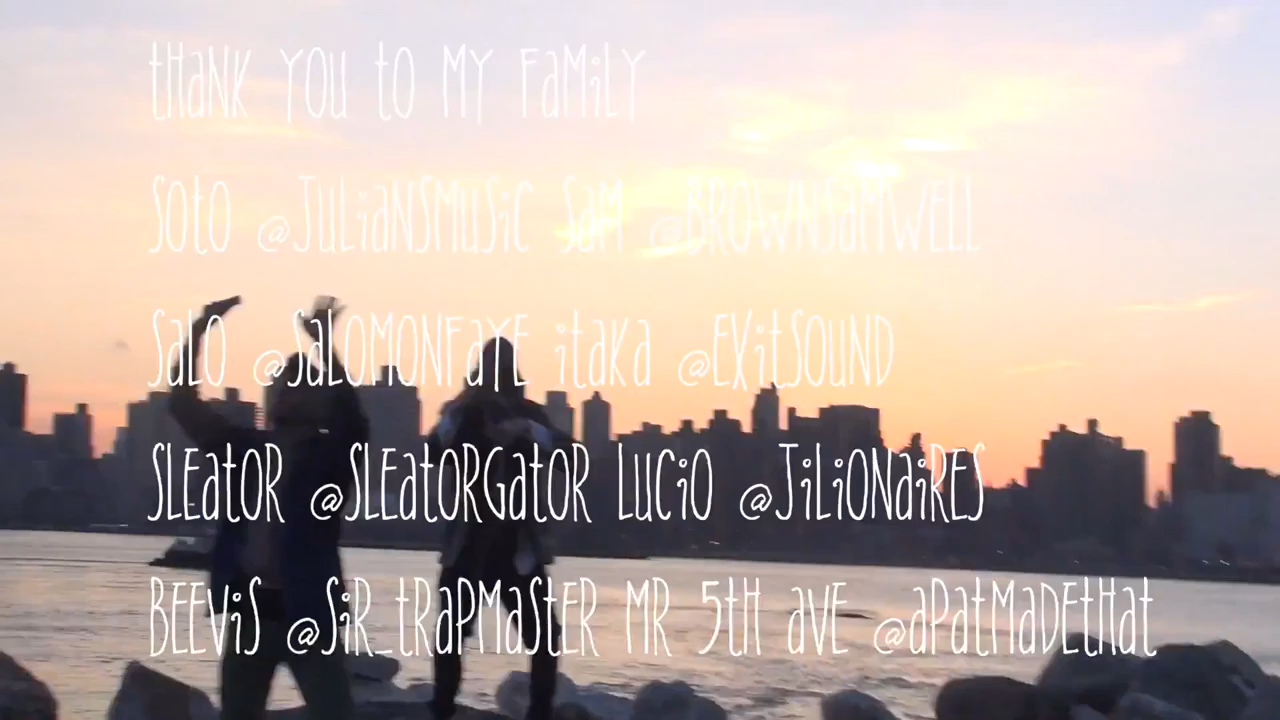 tHaNK YOU tO MY FaMiLY
SOtO @JULiaNSMUSiC SaM @BROWNSaMWELL
SaLO @SaLOMONFaYE itaKa @EXitSOUND
SLEatOR @SLEatORGatOR LUCiO @JiLiONaiRES
BEEViS @SiR_tRaPMaStER MR 5tH aVE @aPatMaDEtHat